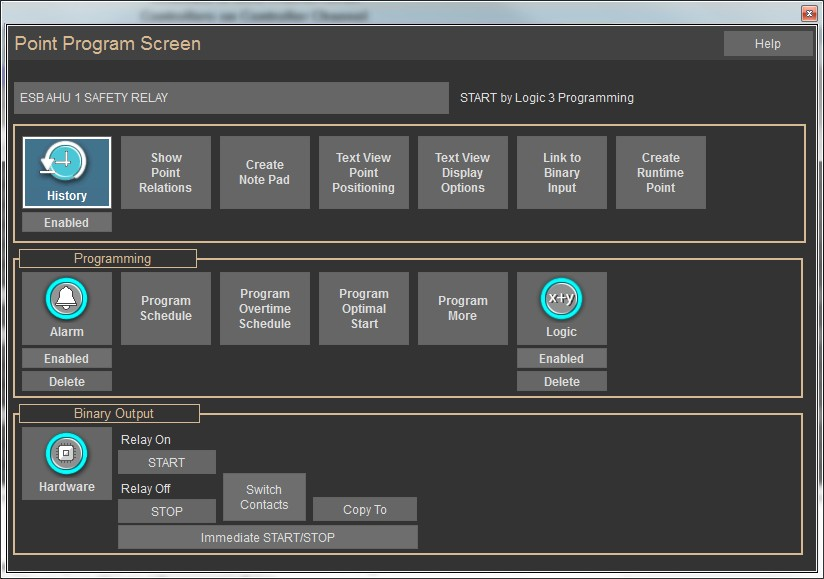 Controllers on Controller Channel
Point Program Screen
Help
ESB AHU 1 SAFETY RELAY
START by Logic 3 Programming
History
Show
Point
Relations
Create
Note Pad
Text View
Point
Positioning
Text View
Display
Options
Link to
Binary
Input
Create
Runtime
Point
Enabled
Programming
Alarm
Program
Schedule
Program
Overtime
Schedule
Program
Optimal
Start
Program
More
x+y
Logic
Enabled
Enabled
Delete
Delete
Binary Output
Hardware
Relay On
START
Relay Off
STOP
Switch
Contacts
Copy To
Immediate START/STOP